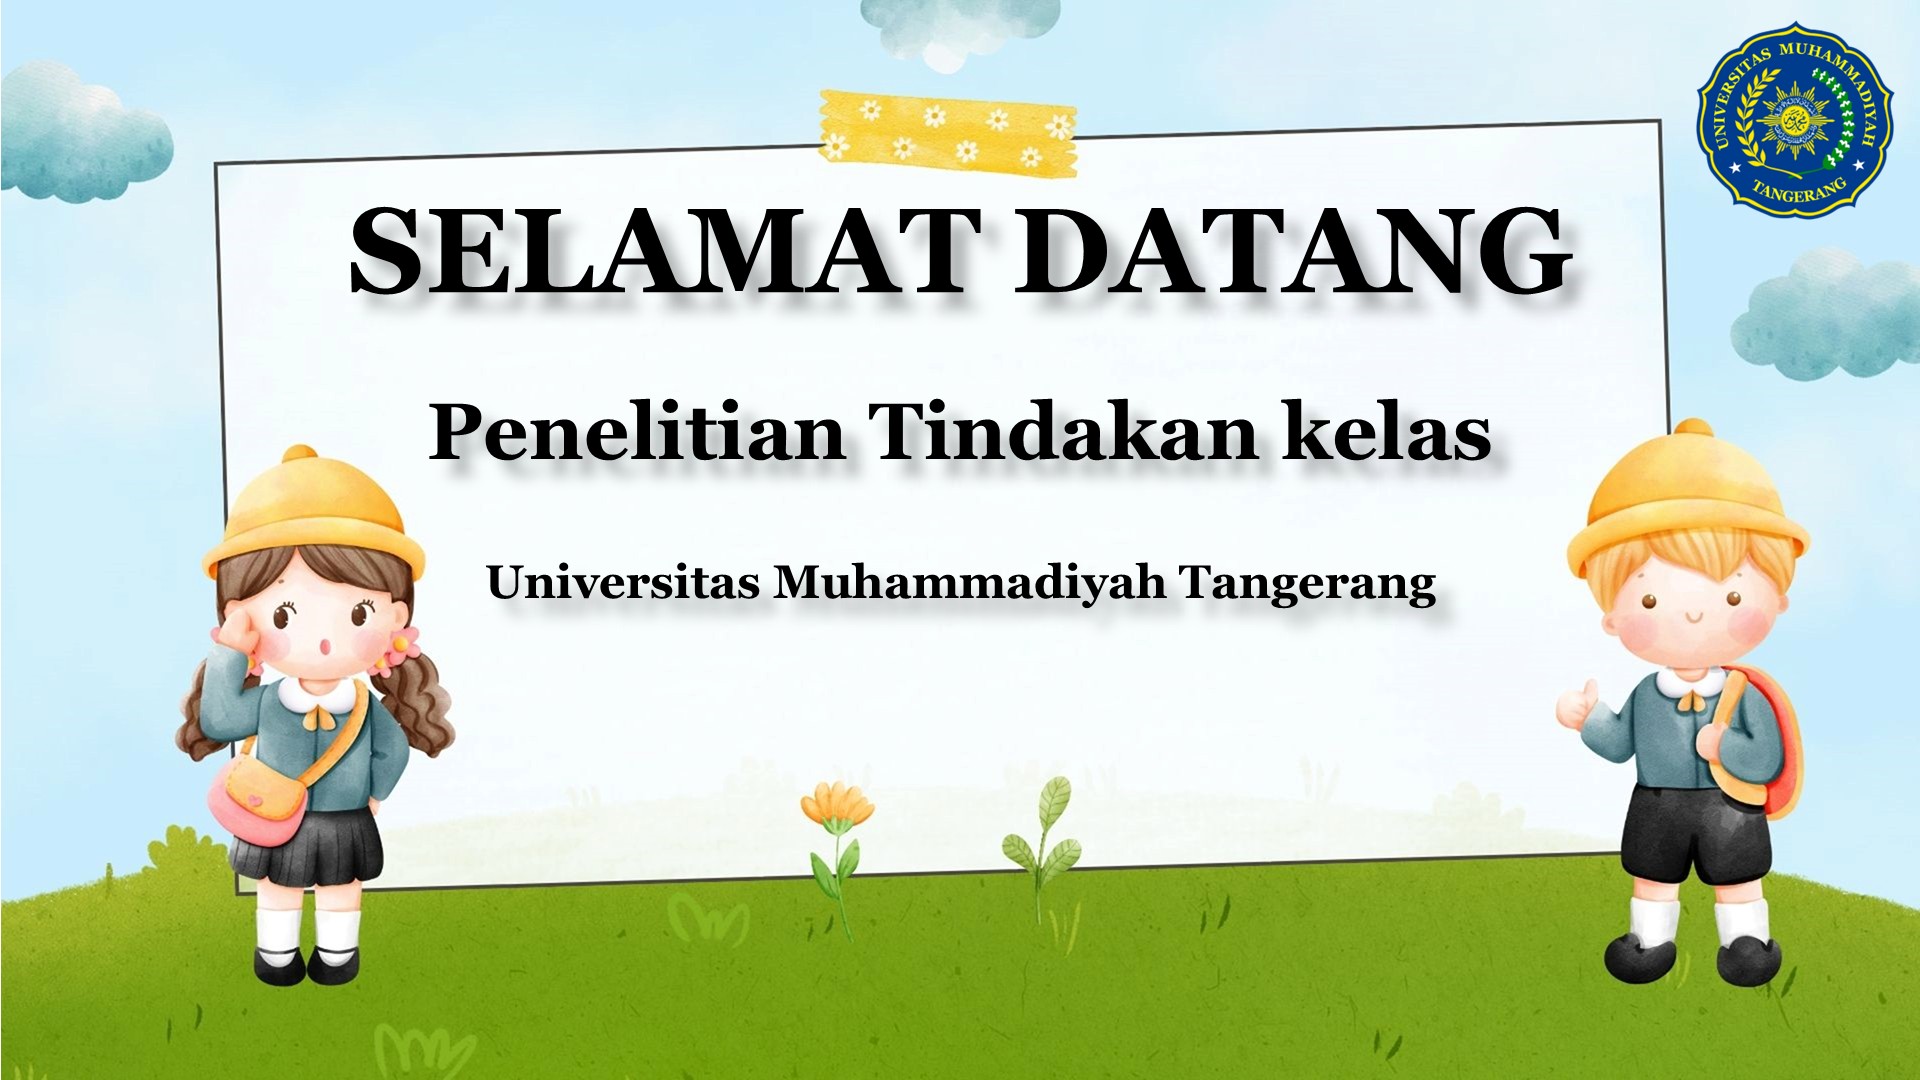 UNIVERSITAS MUHAMMADIYAH
TANGERANG
SELAMAT DATANG
Penelitian Tindakan kelas
Universitas Muhammadiyah Tangerang